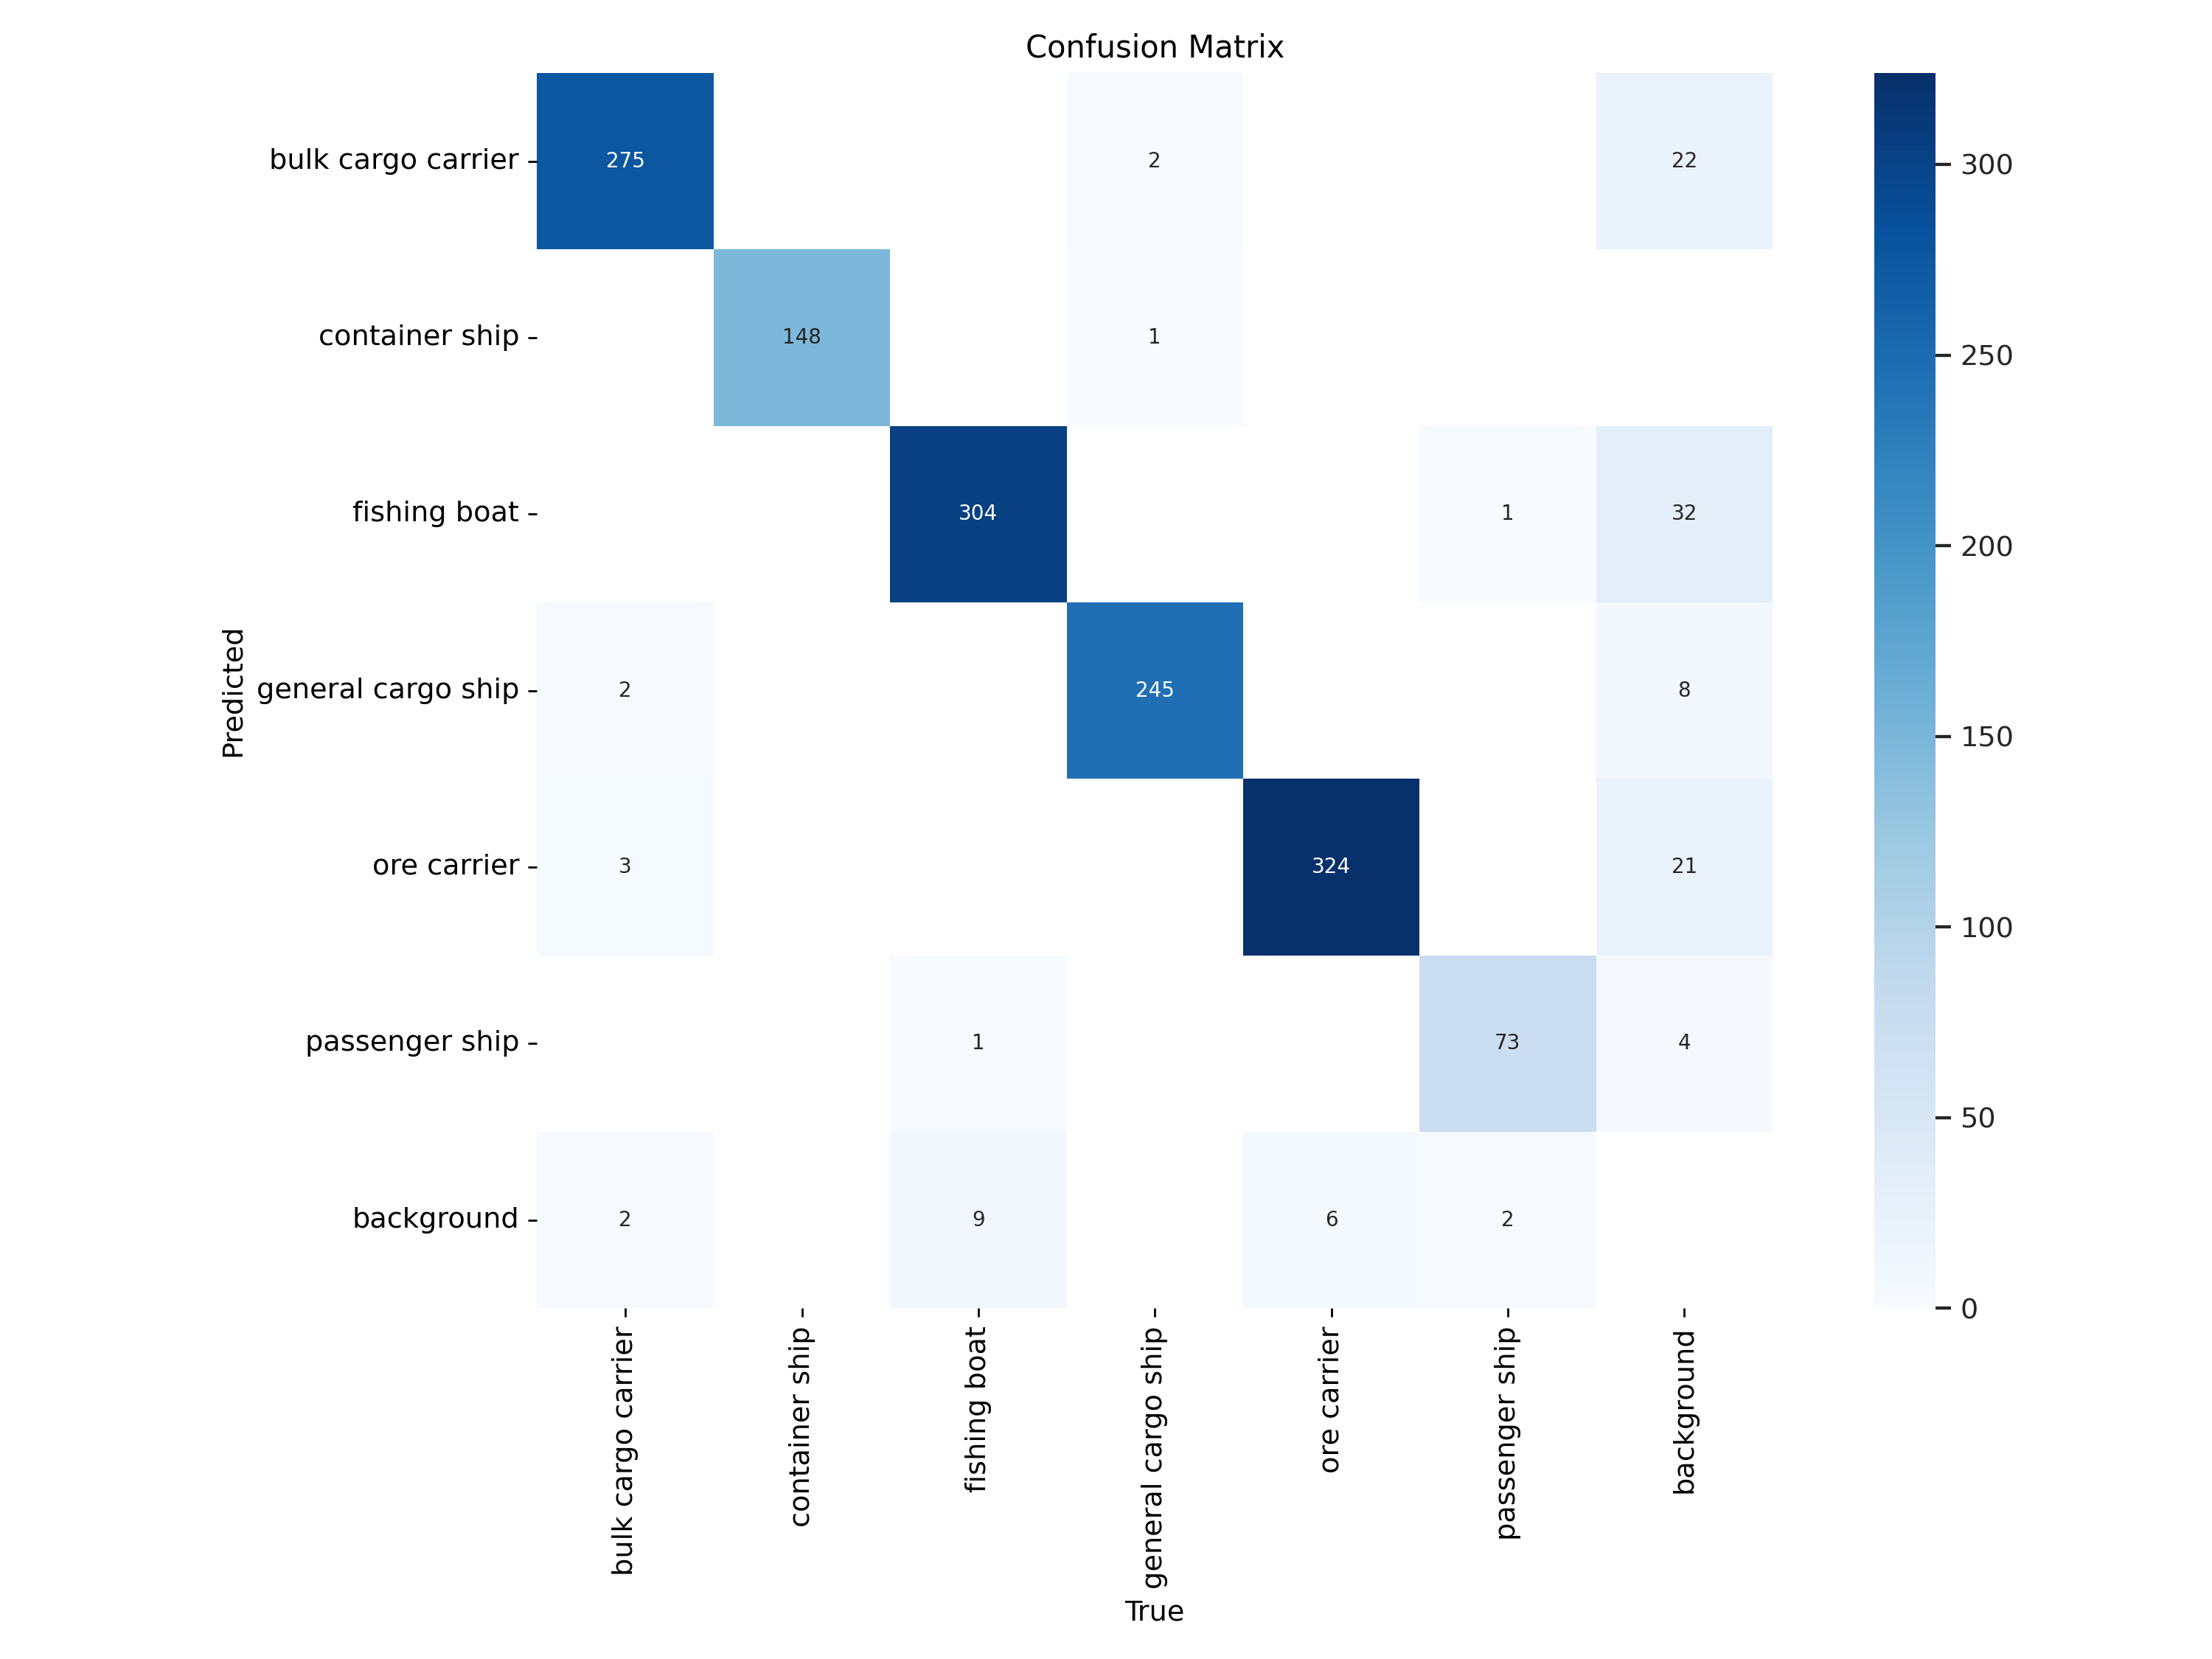 Confusion Matrix
bulk cargo carrier
275
2
22
300
container ship
148
1
250
fishing boat
304
1
32
200
Predicted
general cargo ship
2
245
8
150
ore carrier
3
324
21
100
passenger ship
1
73
4
50
background
2
9
6
2
0
bulk cargo carrier
container ship
fishing boat
general cargo ship
ore carrier
passenger ship
background
True